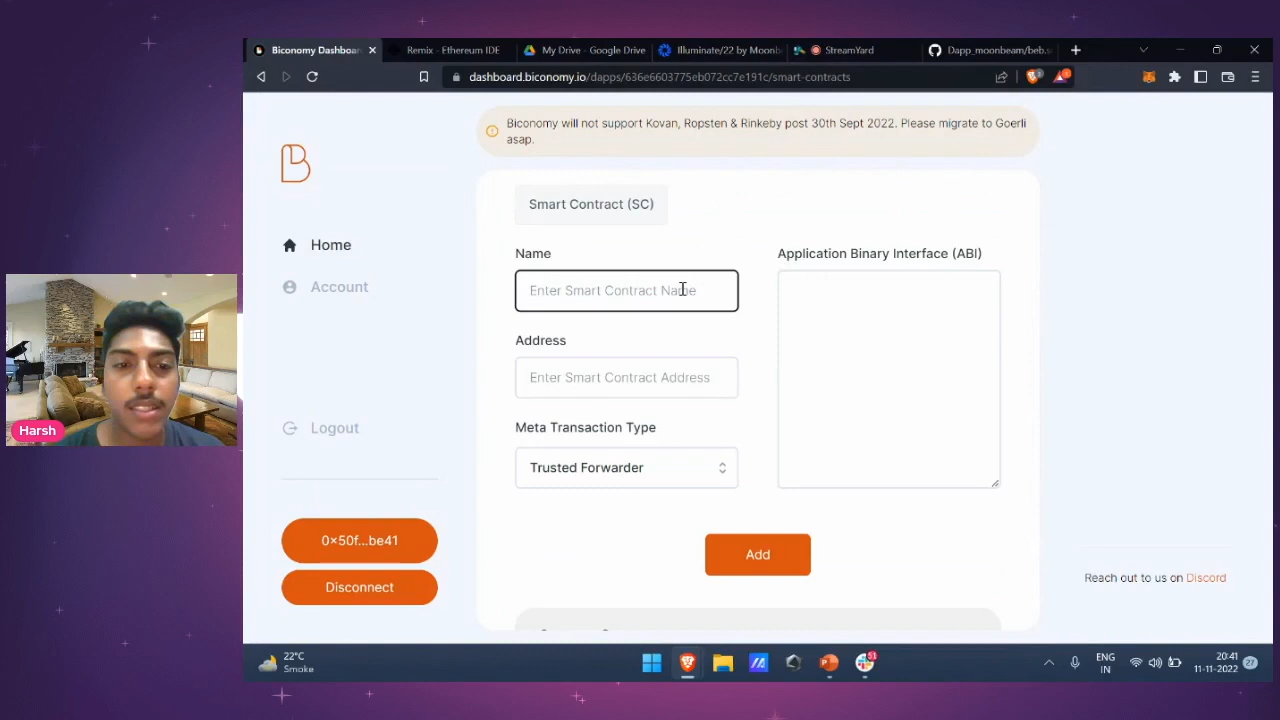 Biconomy Dashboar
Remix - Ethereum IDE
My Drive - Google Drive
Illuminate/22 by Moonb
StreamYard
Dapp_moonbeam/beb.s
dashboard.biconomy.io/dapps/636e6603775eb072cc7e191c/smart-contracts
Biconomy will not support Kovan, Ropsten & Rinkeby post 30th Sept 2022. Please migrate to Goerli
asap.
Home
Account
Logout
0x50f...be41
Disconnect
Smart Contract (SC)
Name
Enter Smart Contract Name
Address
Enter Smart Contract Address
Meta Transaction Type
Trusted Forwarder
Application Binary Interface (ABI)
Add
Reach out to us on Discord
Harsh
22°C
Smoke
51
ENG
IN
20:41
11-11-2022
27